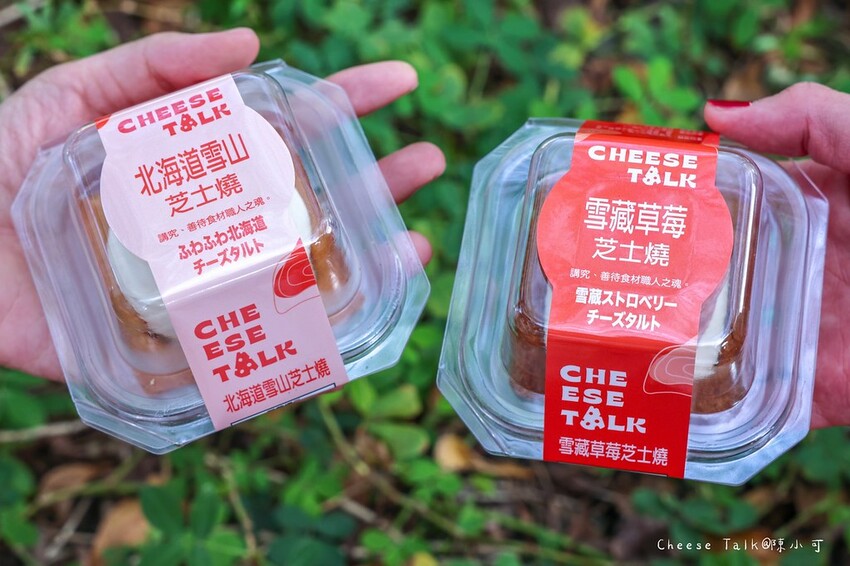 CHEESE
TALK
北海道雪山
芝士燒
講究、善待食材職人之魂。
ふわふわ北海道
チーズタルト
CHE
ESE
TALK
北海道雪山芝士燒
CHEESE
TALK
雪藏草莓
芝士燒
講究、善待食材職人之魂。
雪蔵ストロベリー
チーズタルト
CHE
ESE
TALK
雪藏草莓芝士燒
Cheese Talk@陳小可